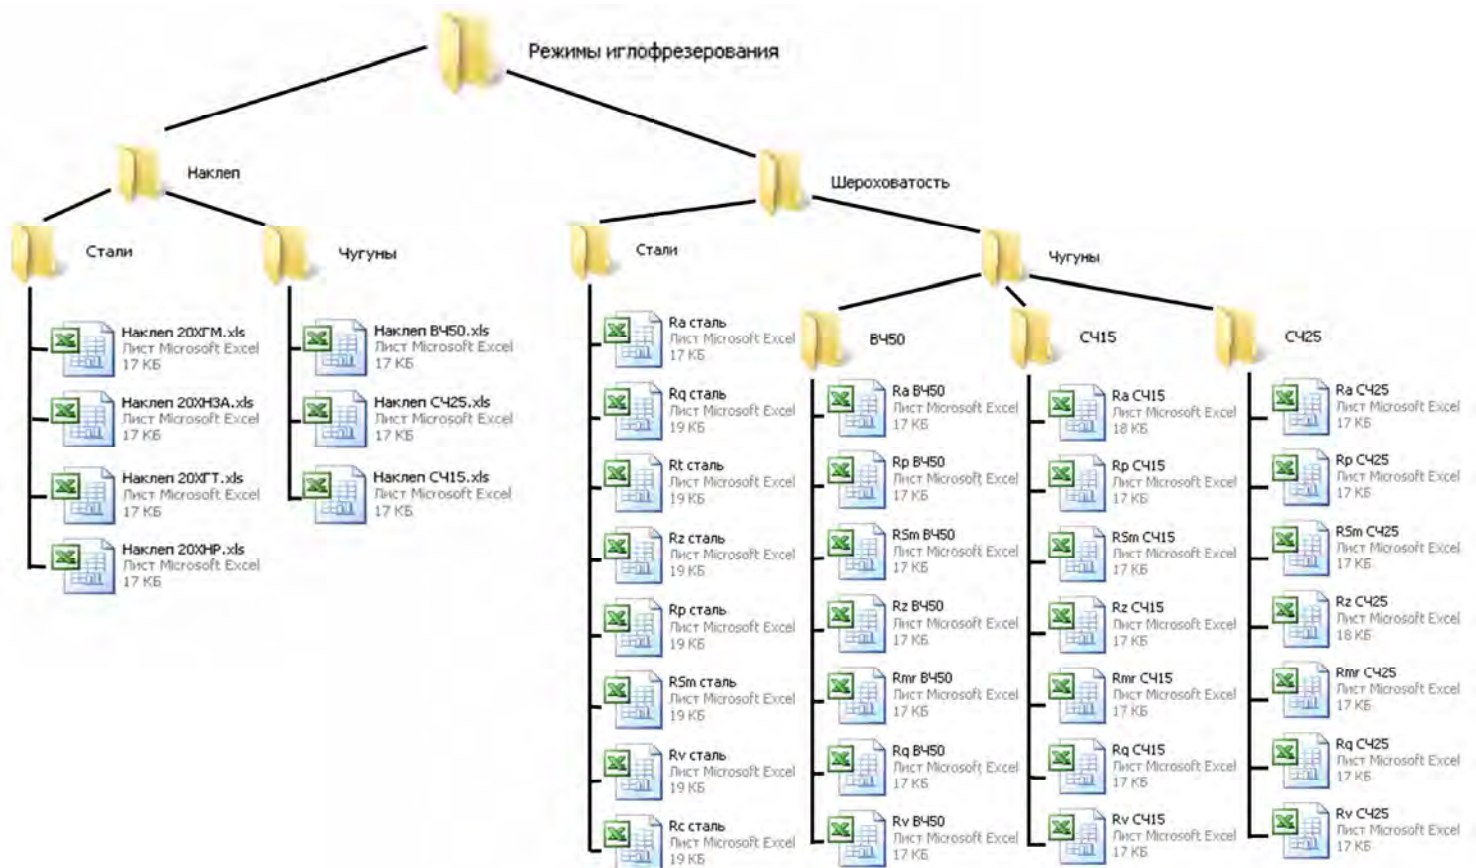 Режимы иглофрезерования
Наклеп
Шероховатость
Стали
Чугуны
Стали
Чугуны
Наклеп 20ХГМ.xls
Лист Microsoft Excel
17 КБ
Наклеп 20ХН3А.xls
Лист Microsoft Excel
17 КБ
Наклеп 20ХГТ.xls
Лист Microsoft Excel
17 КБ
Наклеп 20ХНР.xls
Лист Microsoft Excel
17 КБ
Наклеп ВЧ50.xls
Лист Microsoft Excel
17 КБ
Наклеп СЧ25.xls
Лист Microsoft Excel
17 КБ
Наклеп СЧ15.xls
Лист Microsoft Excel
17 КБ
Ra сталь
Лист Microsoft Excel
17 КБ
Rq сталь
Лист Microsoft Excel
19 КБ
Rt сталь
Лист Microsoft Excel
19 КБ
Rz сталь
Лист Microsoft Excel
19 КБ
Rp сталь
Лист Microsoft Excel
19 КБ
RSm сталь
Лист Microsoft Excel
19 КБ
Rv сталь
Лист Microsoft Excel
19 КБ
Rc сталь
Лист Microsoft Excel
19 КБ
ВЧ50
Ra ВЧ50
Лист Microsoft Excel
17 КБ
Rp ВЧ50
Лист Microsoft Excel
17 КБ
RSm ВЧ50
Лист Microsoft Excel
17 КБ
Rz ВЧ50
Лист Microsoft Excel
17 КБ
Rmr ВЧ50
Лист Microsoft Excel
17 КБ
Rq ВЧ50
Лист Microsoft Excel
17 КБ
Rv ВЧ50
Лист Microsoft Excel
17 КБ
СЧ15
Ra СЧ15
Лист Microsoft Excel
18 КБ
Rp СЧ15
Лист Microsoft Excel
17 КБ
RSm СЧ15
Лист Microsoft Excel
17 КБ
Rz СЧ15
Лист Microsoft Excel
17 КБ
Rmr СЧ15
Лист Microsoft Excel
17 КБ
Rq СЧ15
Лист Microsoft Excel
17 КБ
Rv СЧ15
Лист Microsoft Excel
17 КБ
СЧ25
Ra СЧ25
Лист Microsoft Excel
17 КБ
Rp СЧ25
Лист Microsoft Excel
17 КБ
RSm СЧ25
Лист Microsoft Excel
17 КБ
Rz СЧ25
Лист Microsoft Excel
18 КБ
Rmr СЧ25
Лист Microsoft Excel
17 КБ
Rq СЧ25
Лист Microsoft Excel
17 КБ
Rv СЧ25
Лист Microsoft Excel
17 КБ